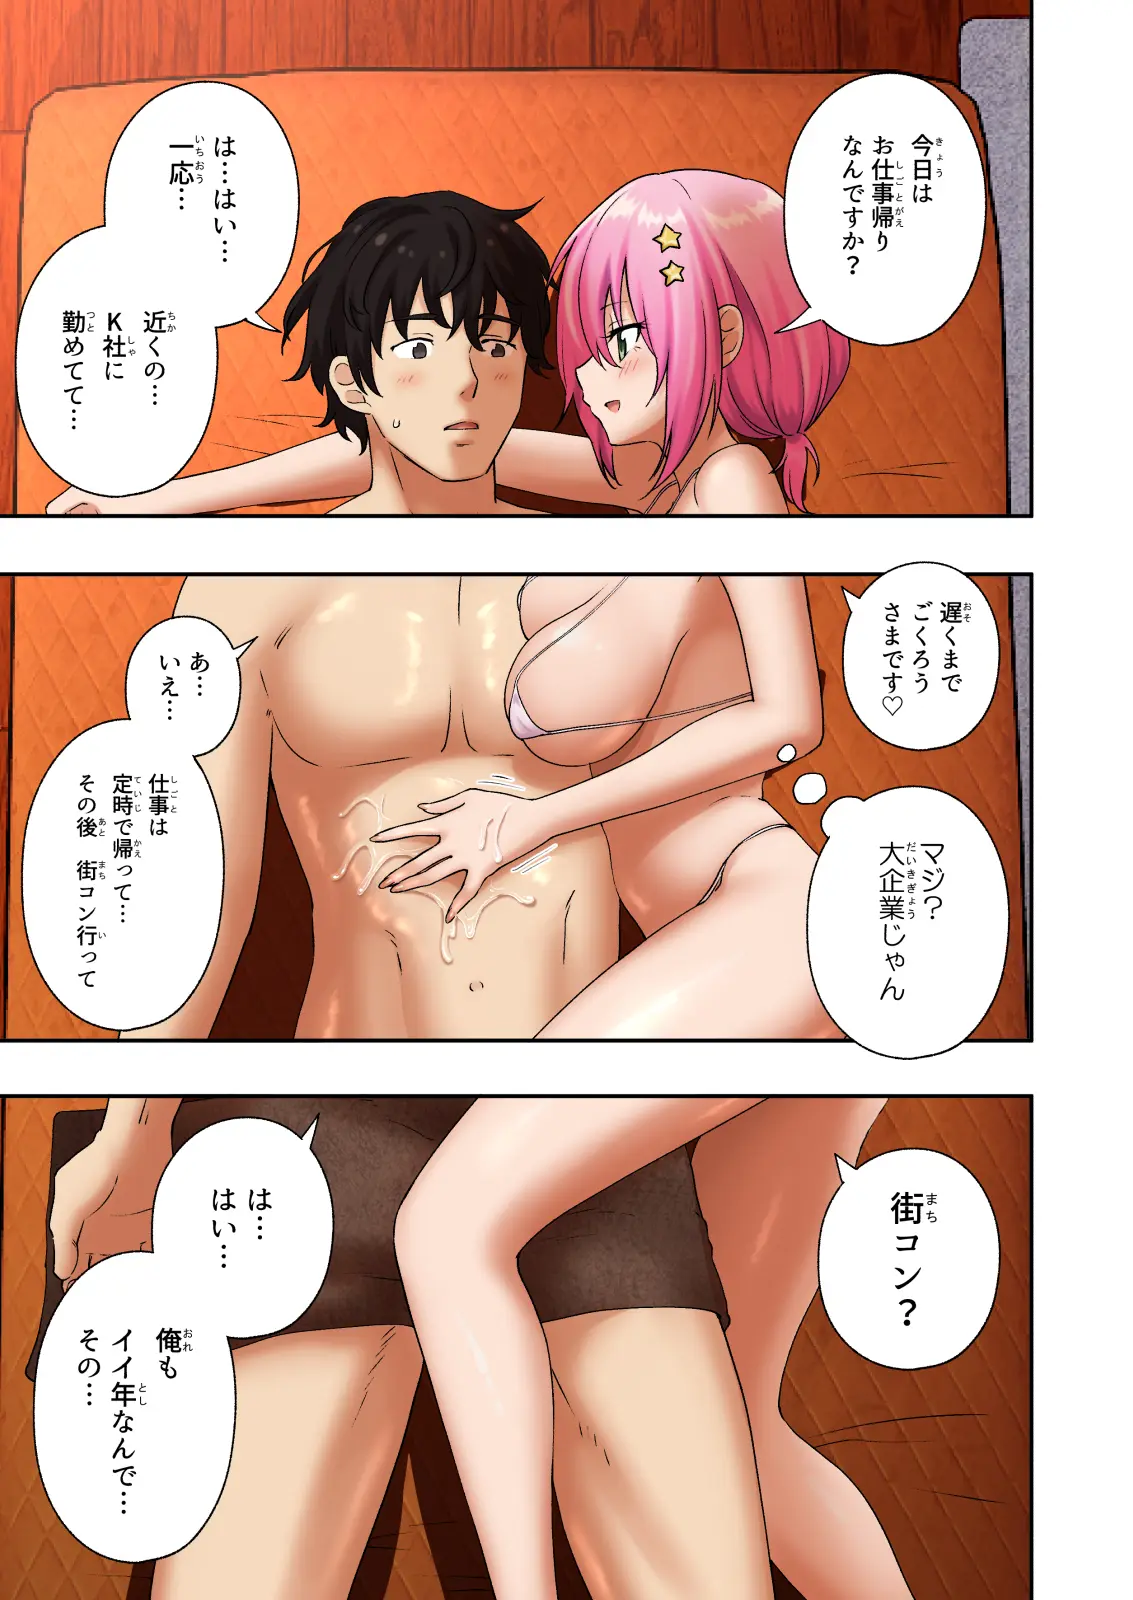 今日は
お仕事帰り
なんですか？
は…はい…
一応…
近くの…
K社に
勤めてて…
遅くまで
ごくろう
さまです♡
マジ？
大企業じゃん
あ…
いえ…
仕事は
定時で帰って…
その後 街コン行って
街コン？
は…
はい…
俺も
イイ年なんで…
その…